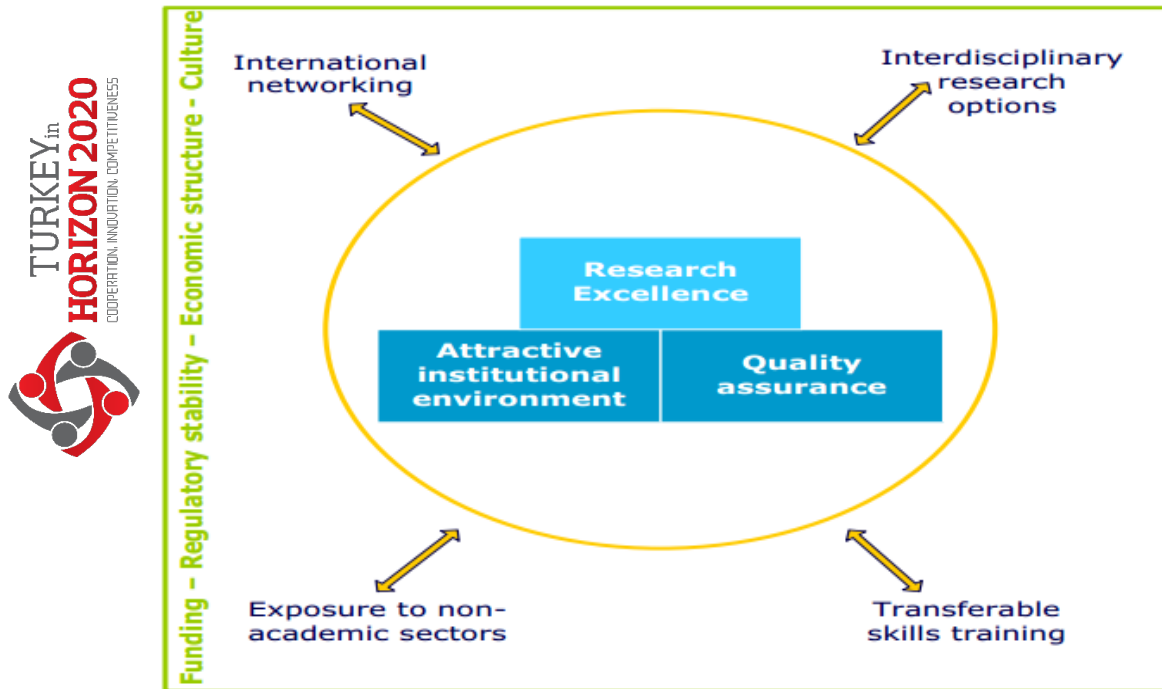 TURKEY in
HORIZON 2020
COOPERATION, INNOVATION, COMPETITIVENESS
Funding – Regulatory stability – Economic structure - Culture
International
networking
Interdisciplinary
research
options
Research
Excellence
Attractive
institutional
environment
Quality
assurance
Exposure to non-
academic sectors
Transferable
skills training